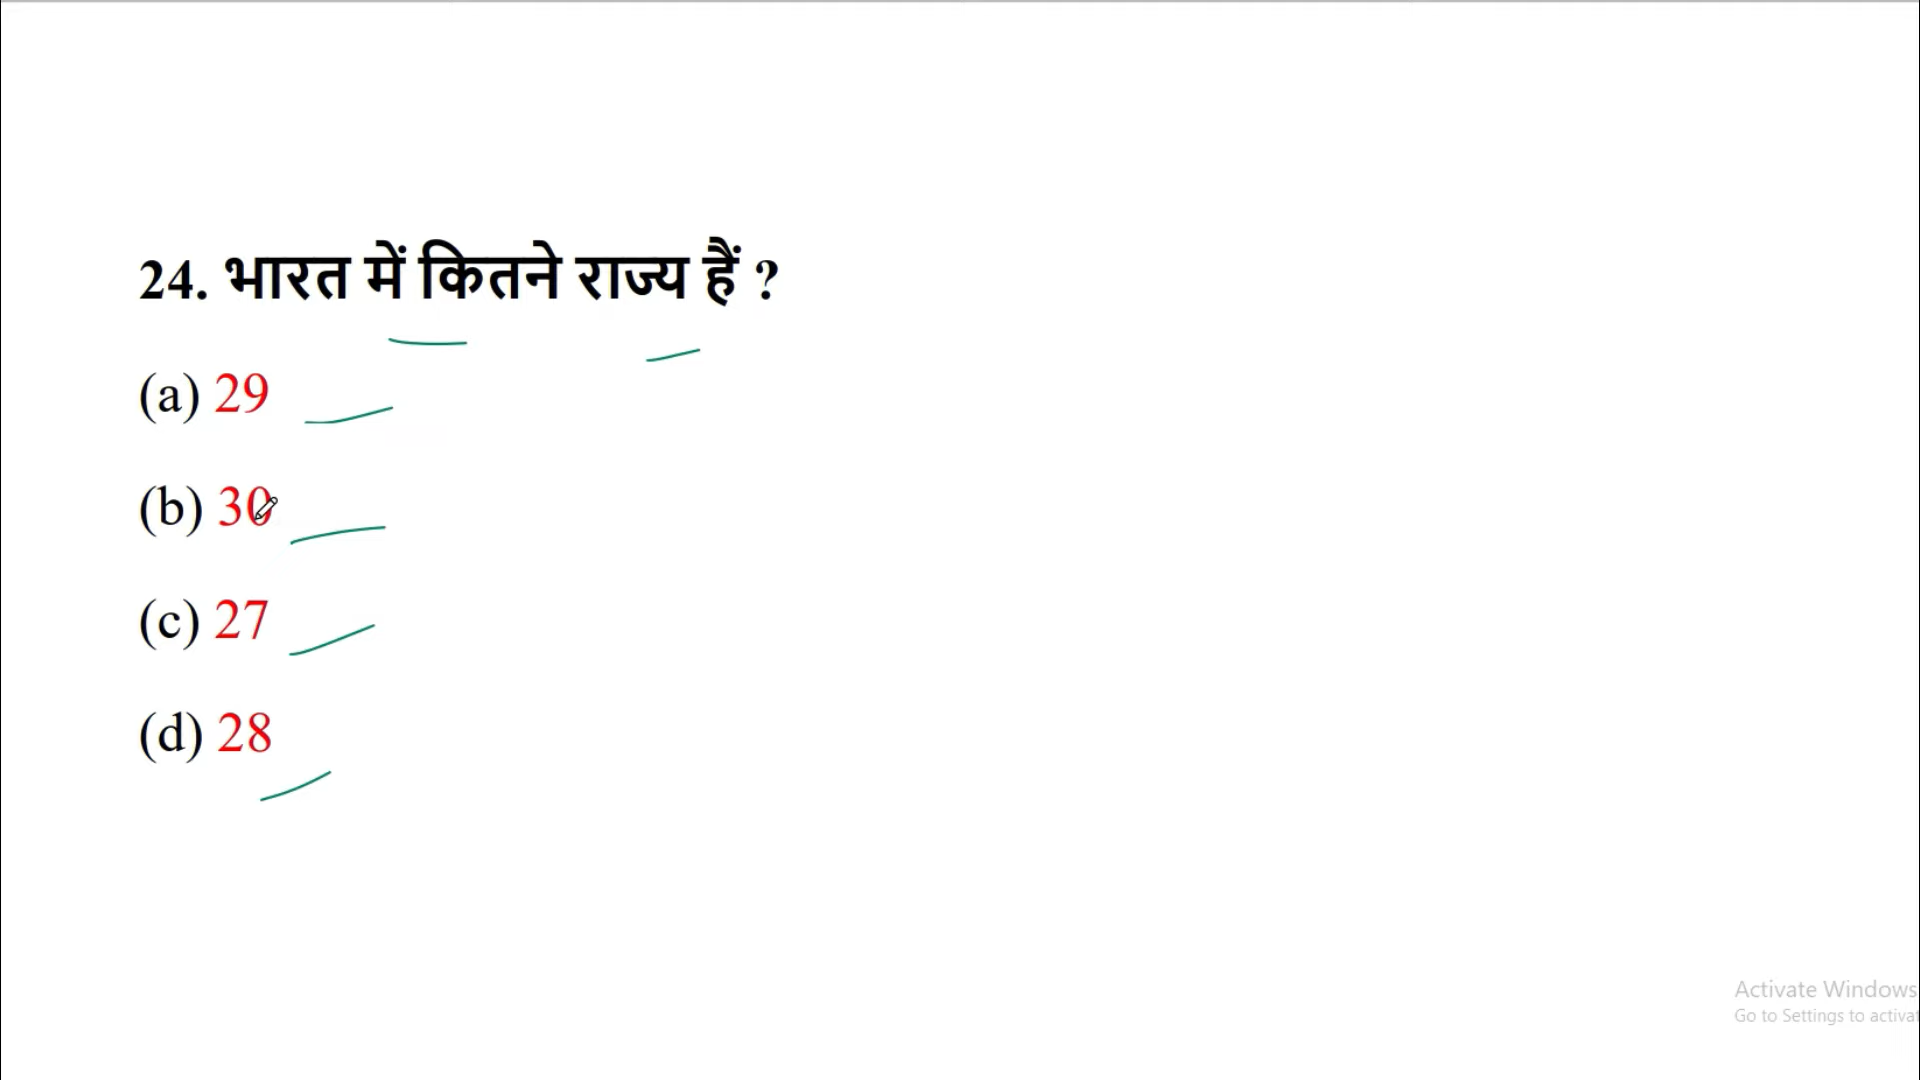 24. भारत में कितने राज्य हैं ?
(a) 29
(b) 30
(c) 27
(d) 28
Activate Windows
Go to Settings to activat